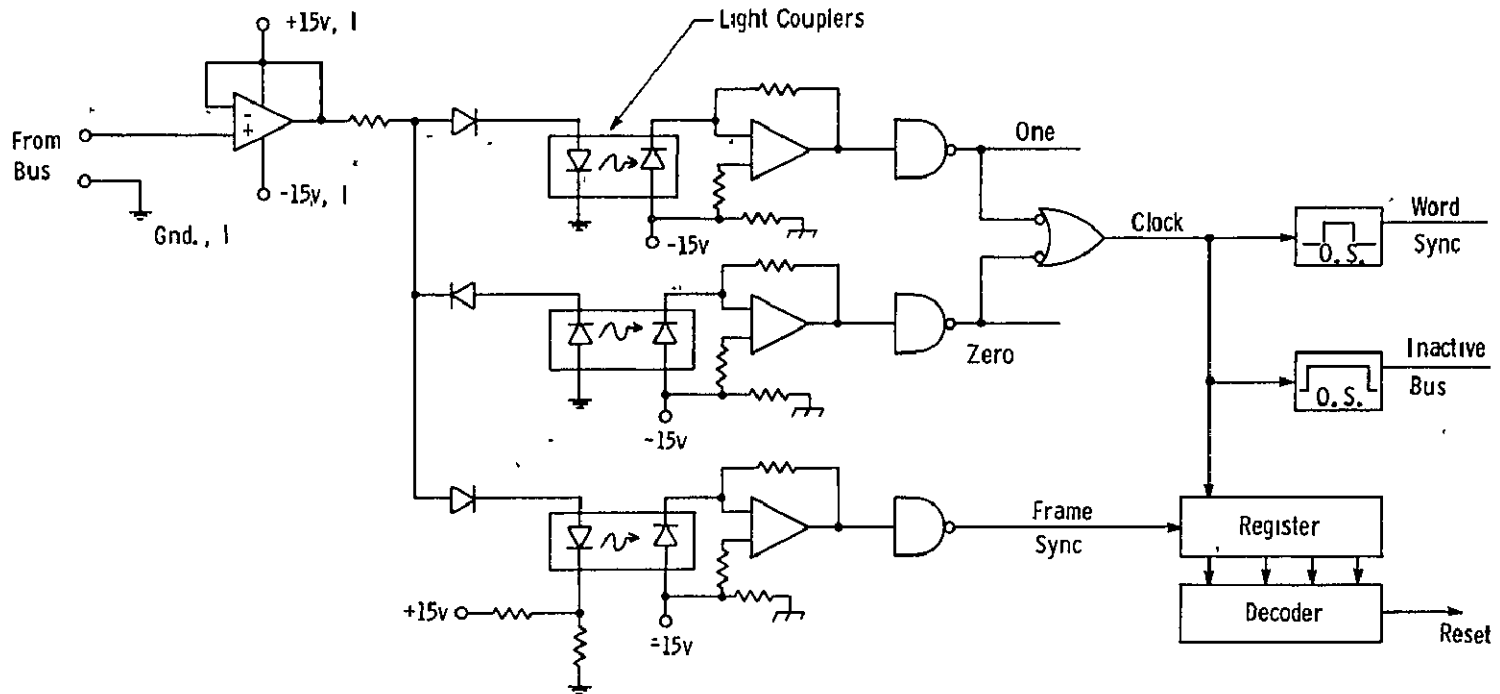 +15v, I
Light Couplers
-
+
From
Bus
-15v, I
Gnd., I
One
-15v
Clock
O. S.
Word
Sync
Zero
-15v
O. S.
Inactive
Bus
Frame
Sync
Register
+15v
-15v
Decoder
Reset